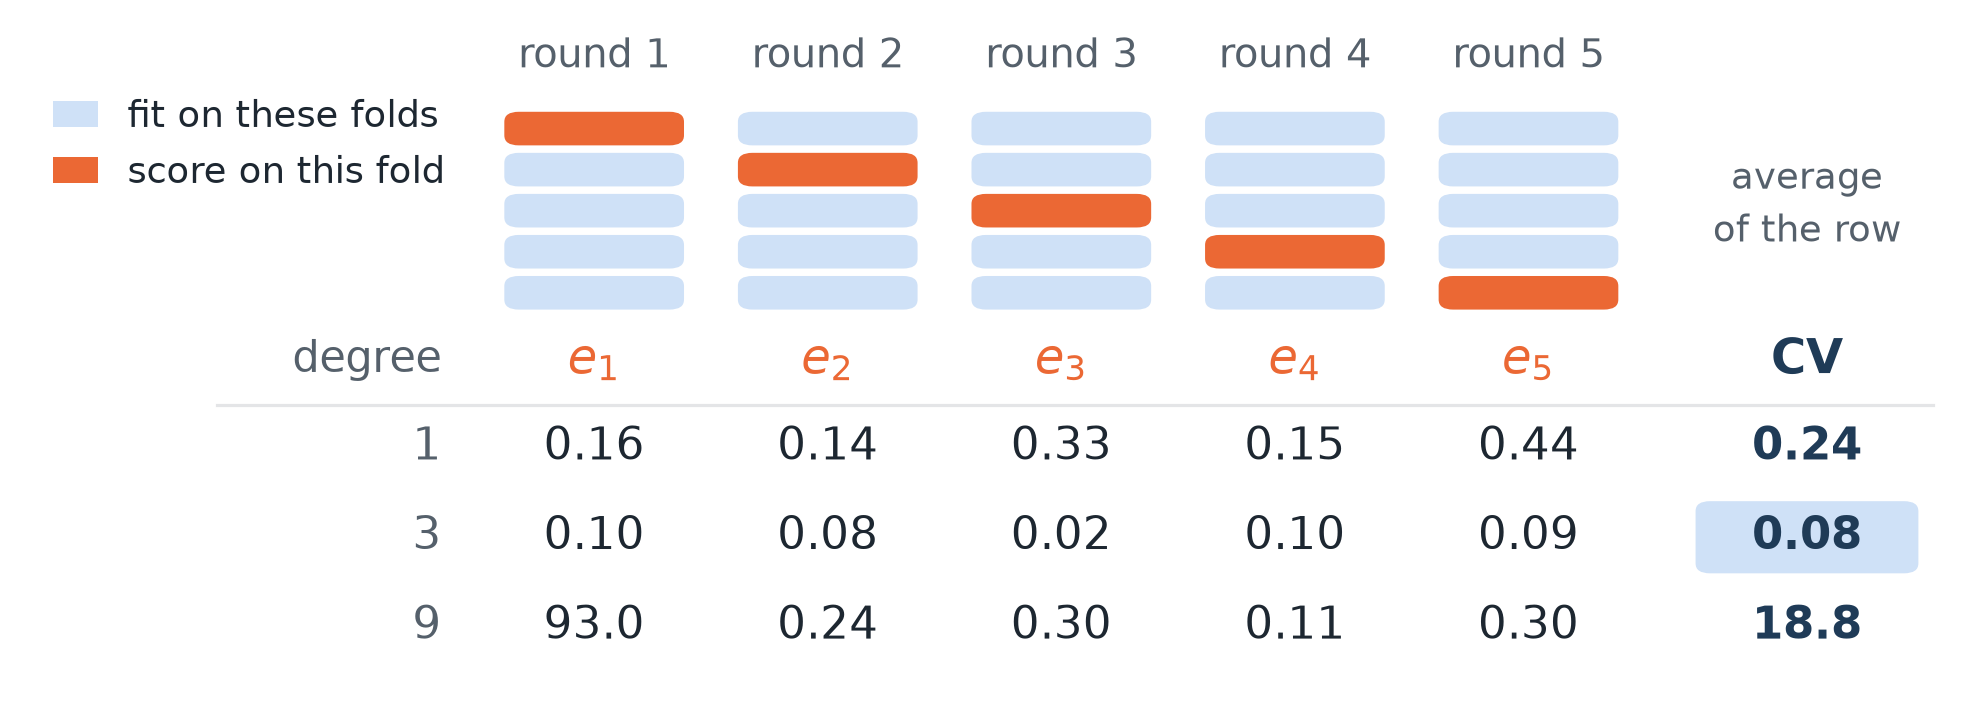 round 1 round 2 round 3 round 4 round 5
fit on these folds
score on this fold
average
of the row
degree e1 e2 e3 e4 e5 CV
1 0.16 0.14 0.33 0.15 0.44 0.24
3 0.10 0.08 0.02 0.10 0.09 0.08
9 93.0 0.24 0.30 0.11 0.30 18.8